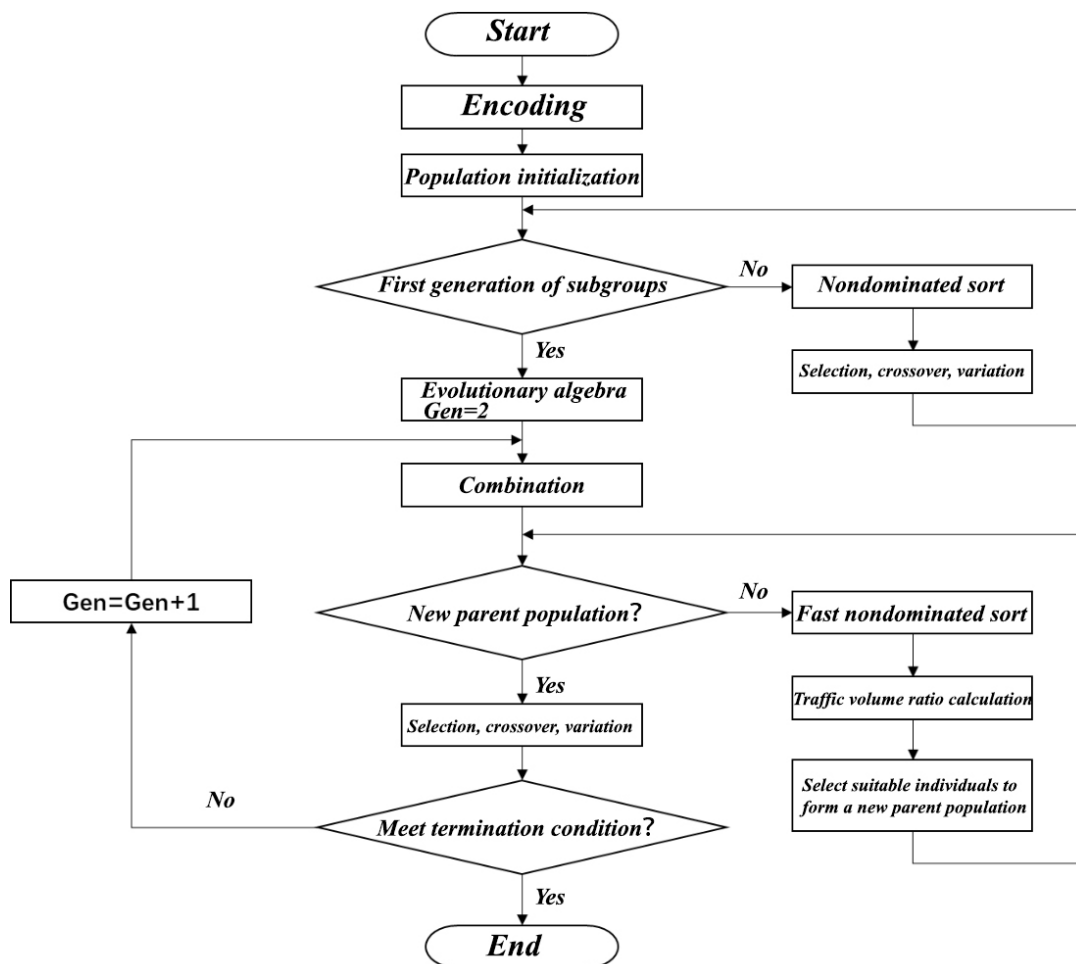 Start
Encoding
Population initialization
First generation of subgroups
No
Nondominated sort
Yes
Selection, crossover, variation
Evolutionary algebra
Gen=2
Combination
Gen=Gen+1
New parent population?
No
Fast nondominated sort
Yes
Traffic volume ratio calculation
Selection, crossover, variation
Select suitable individuals to
form a new parent population
No
Meet termination condition?
Yes
End